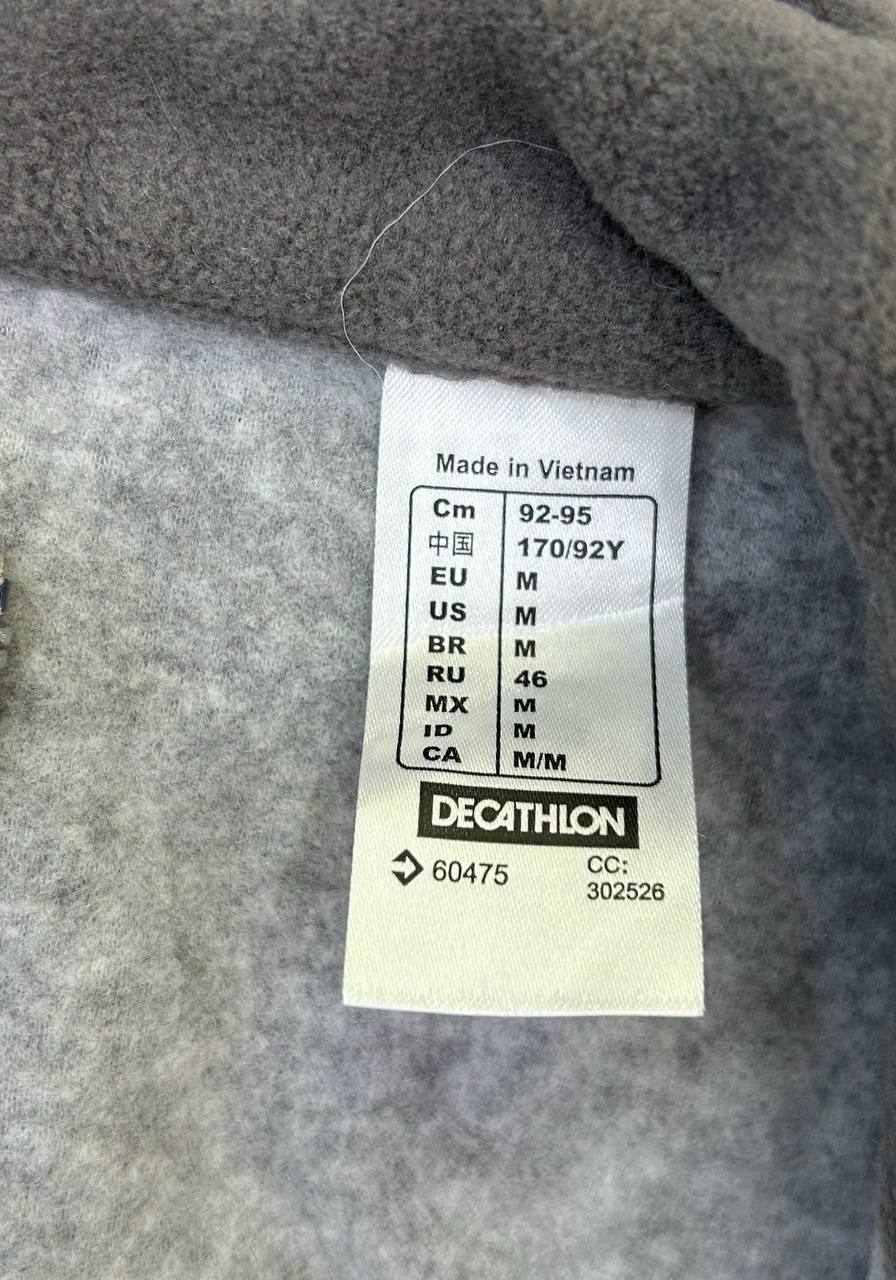 Made in Vietnam
Cm 92-95
中国 170/92Y
EU M
US M
BR M
RU 46
MX M
ID M
CA M/M
DECATHLON
60475 CC:
302526